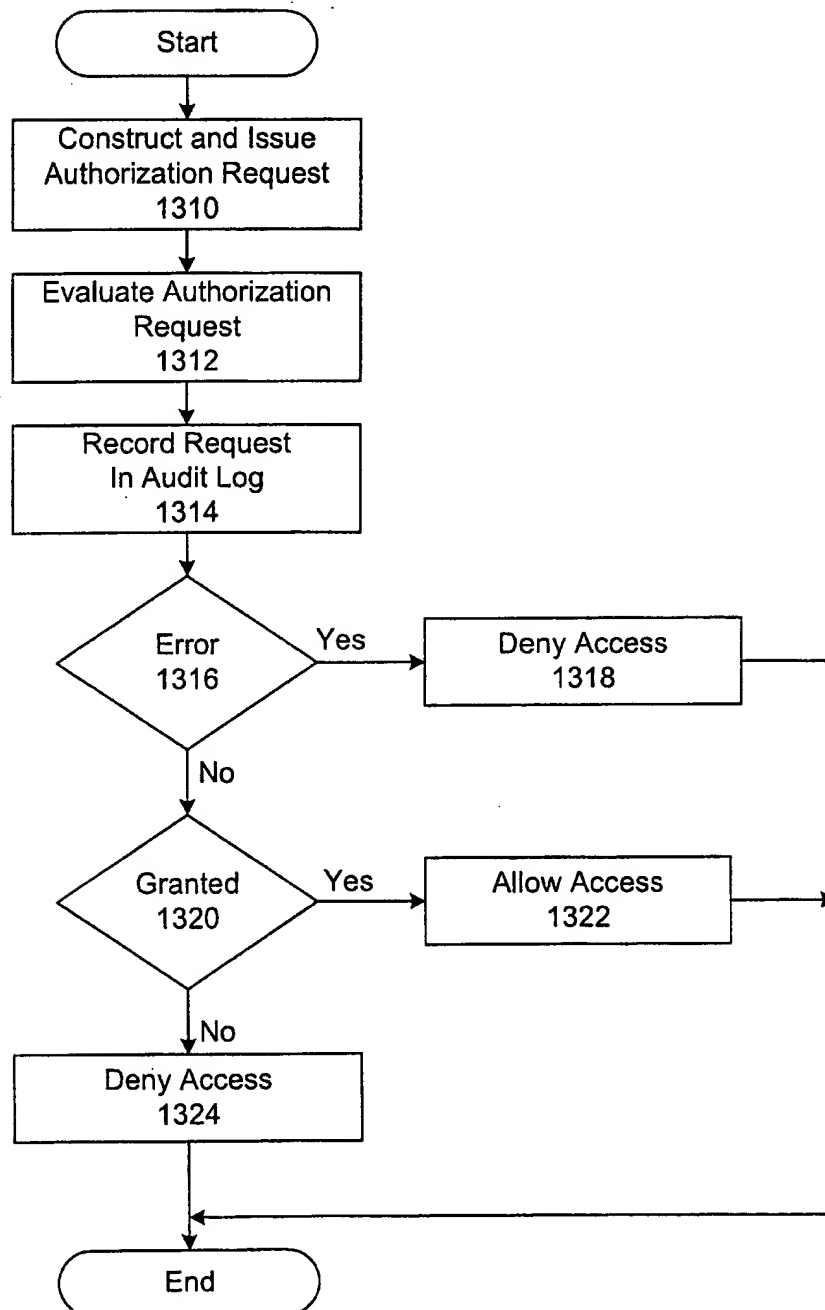 Start
Construct and Issue
Authorization Request
1310
Evaluate Authorization
Request
1312
Record Request
In Audit Log
1314
Error
1316
Yes
Deny Access
1318
No
Granted
1320
Yes
Allow Access
1322
No
Deny Access
1324
End